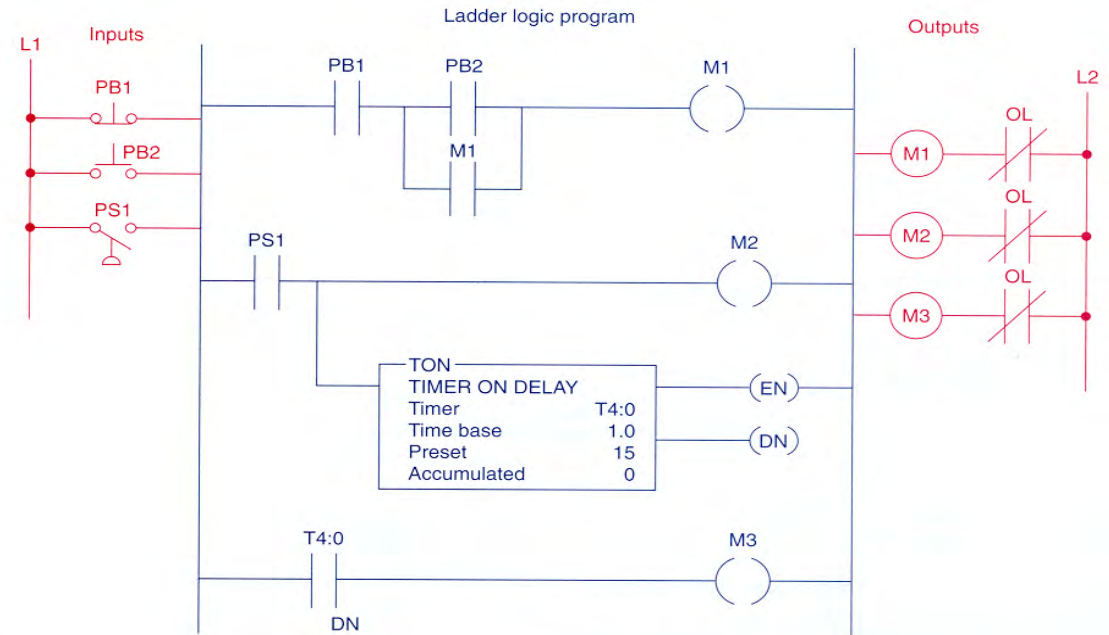 Ladder logic program
Inputs
Outputs
L1
L2
PB1
PB2
PS1
PB1
PB2
M1
M1
PS1
M2
TON
TIMER ON DELAY
Timer T4:0
Time base 1.0
Preset 15
Accumulated 0
EN
DN
T4:0
DN
M3
OL
M1
OL
M2
OL
M3